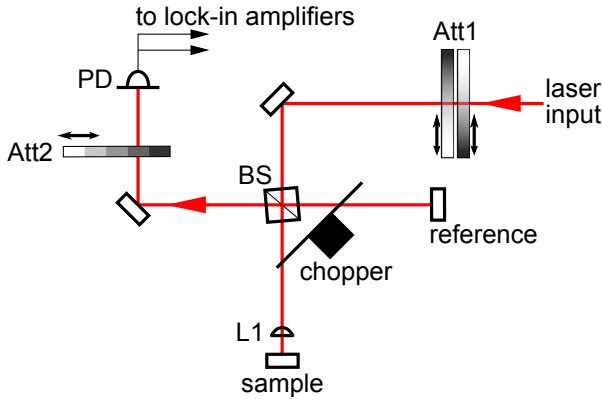 to lock-in amplifiers
Att1
PD
laser
input
Att2
BS
reference
chopper
L1
sample